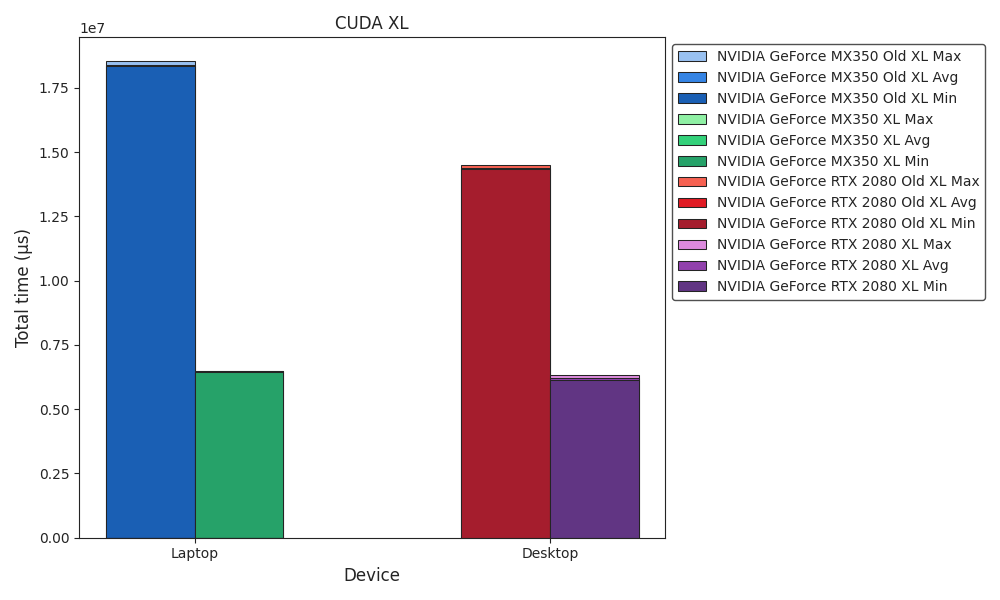 CUDA XL
1e7
1.75
1.50
1.25
1.00
0.75
0.50
0.25
0.00
Total time (µs)
Laptop
Desktop
Device
NVIDIA GeForce MX350 Old XL Max
NVIDIA GeForce MX350 Old XL Avg
NVIDIA GeForce MX350 Old XL Min
NVIDIA GeForce MX350 XL Max
NVIDIA GeForce MX350 XL Avg
NVIDIA GeForce MX350 XL Min
NVIDIA GeForce RTX 2080 Old XL Max
NVIDIA GeForce RTX 2080 Old XL Avg
NVIDIA GeForce RTX 2080 Old XL Min
NVIDIA GeForce RTX 2080 XL Max
NVIDIA GeForce RTX 2080 XL Avg
NVIDIA GeForce RTX 2080 XL Min